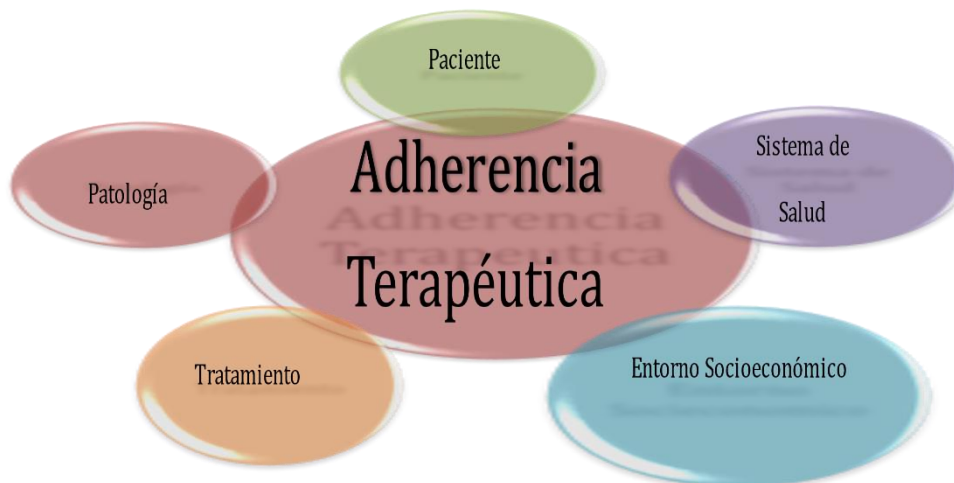 Paciente
Adherencia
Terapéutica
Sistema de
Salud
Patología
Tratamiento
Entorno Socioeconómico